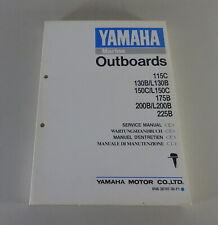 YAMAHA
Marine
Outboards
115C
130B/L130B
150C/L150C
175B
200B/L200B
225B
SERVICE MANUAL
WARTUNGSHANDBUCH
MANUEL D'ENTRETIEN
MANUALE DI MANUTENZIONE
YAMAHA MOTOR CO.,LTD.